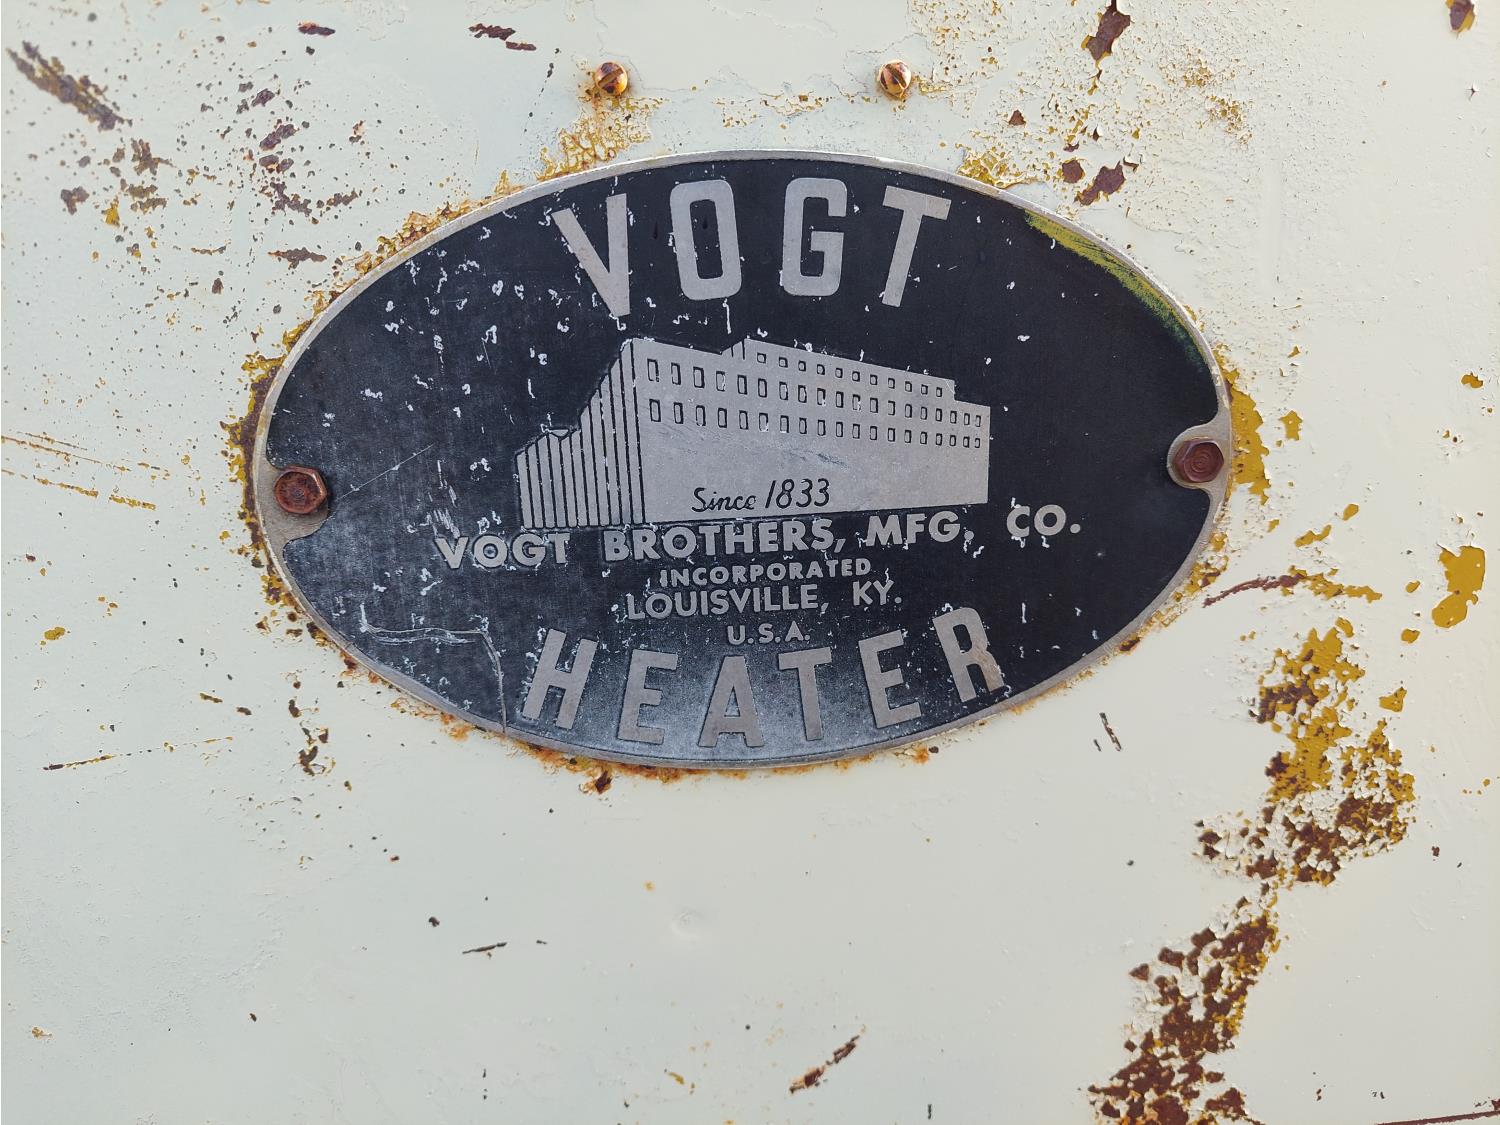 VOGT
Since 1833
VOGT BROTHERS, MFG. CO.
INCORPORATED
LOUISVILLE, KY.
U.S.A.
HEATER